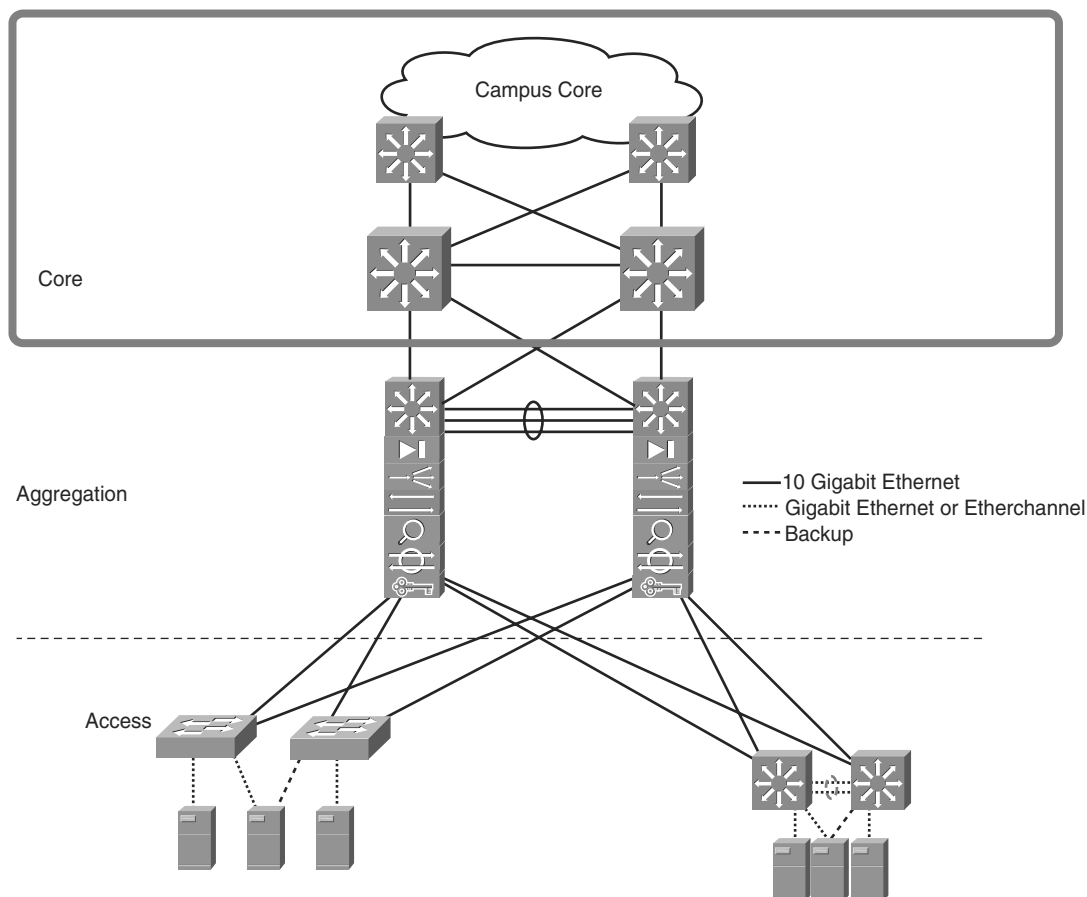 Campus Core
Core
Aggregation
10 Gigabit Ethernet
Gigabit Ethernet or Etherchannel
Backup
Access